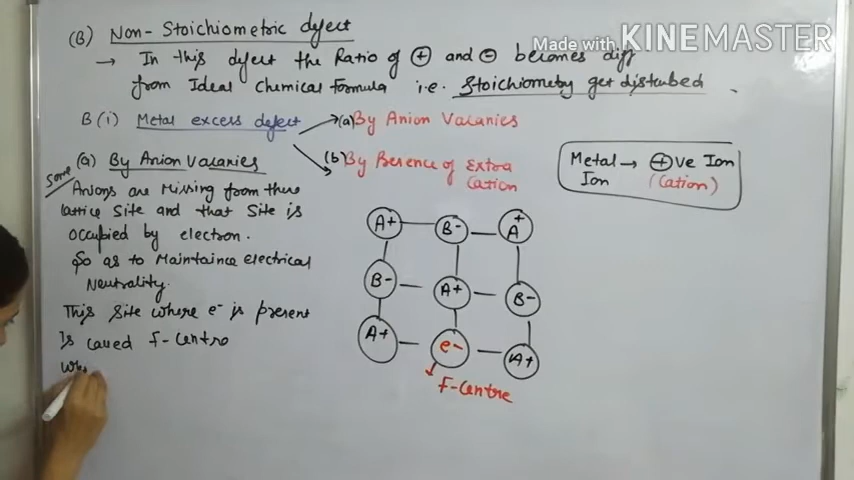 (B) Non-Stoichiometric defect
Made with KINEMASTER
→ In this defect the Ratio of ⊕ and ⊖ becomes diff
from Ideal Chemical Formula i.e. Stoichiometry get disturbed.
B(i) Metal excess defect
(a) By Anion Vacanies
(b) By Presence of Extra
Cation
Metal → ⊕ve Ion
Ion (Cation)
(a) By Anion Vacanies
Some
Anions are Missing from there
lattice Site and that Site is
occupied by electron.
So as to Maintaince electrical
Neutrality.
This Site where e⁻ is present
Is called F-Centre
A+ B- A+
B- A+ B-
A+ e- A+
F-Centre